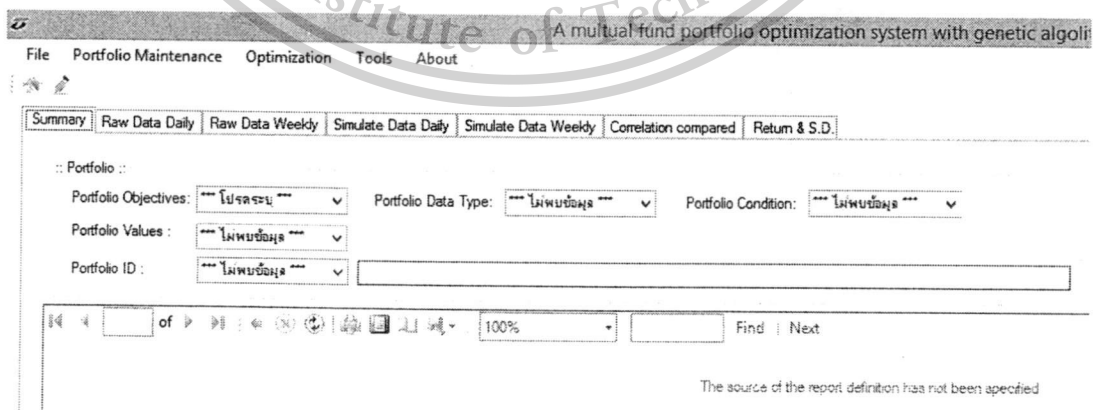 stitute of Tech
A multual fund portfolio optimization system with genetic algoli
File Portfolio Maintenance Optimization Tools About
Summary Raw Data Daily Raw Data Weekly Simulate Data Daily Simulate Data Weekly Correlation compared Return & S.D.
:: Portfolio ::
Portfolio Objectives: *** โปรดระบุ *** Portfolio Data Type: *** ไม่พบข้อมูล *** Portfolio Condition: *** ไม่พบข้อมูล ***
Portfolio Values : *** ไม่พบข้อมูล ***
Portfolio ID : *** ไม่พบข้อมูล ***
of 100% Find | Next
The source of the report definition has not been specified